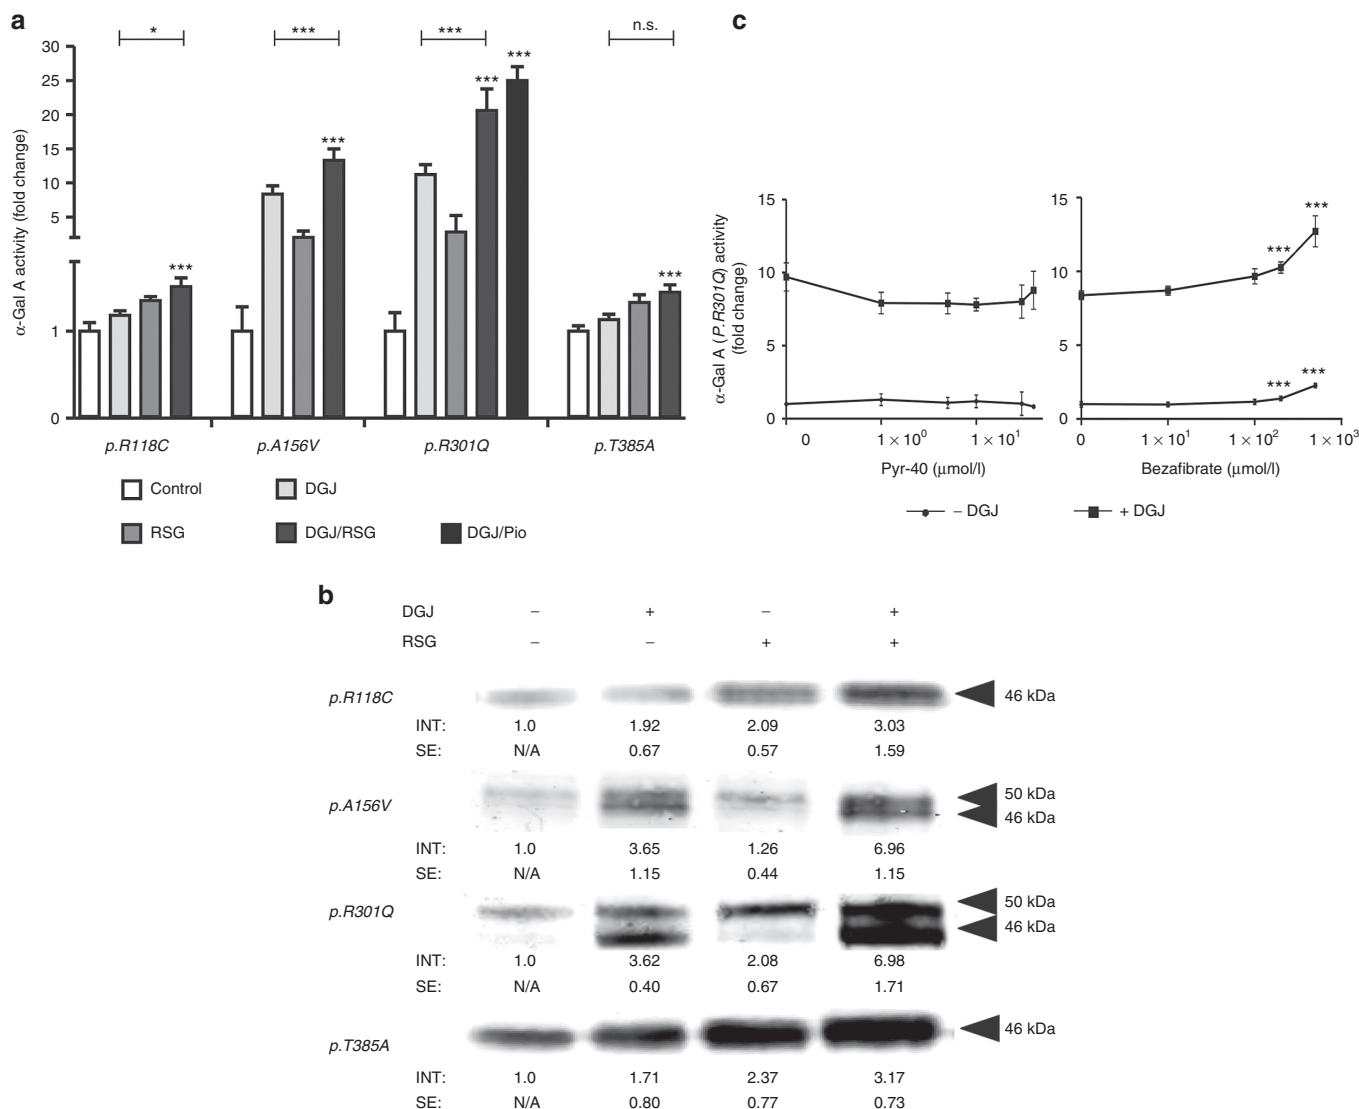 a
* *** *** n.s.
30
25
20
15
10
5
1
0
α-Gal A activity (fold change)
*** *** *** *** ***
p.R118C p.A156V p.R301Q p.T385A
Control DGJ
RSG DGJ/RSG DGJ/Pio
c
α-Gal A (P.R301Q) activity
(fold change)
15
10
5
0
0 1 × 10⁰ 1 × 10¹
Pyr-40 (μmol/l)
15
10
5
0
*** ***
*** ***
0 1 × 10¹ 1 × 10² 1 × 10³
Bezafibrate (μmol/l)
– DGJ + DGJ
b
DGJ – + – +
RSG – – + +
p.R118C 46 kDa
INT: 1.0 1.92 2.09 3.03
SE: N/A 0.67 0.57 1.59
p.A156V 50 kDa
46 kDa
INT: 1.0 3.65 1.26 6.96
SE: N/A 1.15 0.44 1.15
p.R301Q 50 kDa
46 kDa
INT: 1.0 3.62 2.08 6.98
SE: N/A 0.40 0.67 1.71
p.T385A 46 kDa
INT: 1.0 1.71 2.37 3.17
SE: N/A 0.80 0.77 0.73